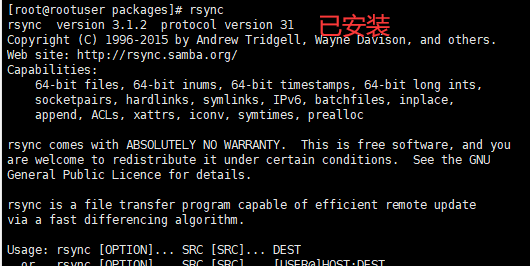 [root@rootuser packages]# rsync
rsync  version 3.1.2  protocol version 31
已安装
Copyright (C) 1996-2015 by Andrew Tridgell, Wayne Davison, and others.
Web site: http://rsync.samba.org/
Capabilities:
    64-bit files, 64-bit inums, 64-bit timestamps, 64-bit long ints,
    socketpairs, hardlinks, symlinks, IPv6, batchfiles, inplace,
    append, ACLs, xattrs, iconv, symtimes, prealloc
rsync comes with ABSOLUTELY NO WARRANTY.  This is free software, and you
are welcome to redistribute it under certain conditions.  See the GNU
General Public Licence for details.
rsync is a file transfer program capable of efficient remote update
via a fast differencing algorithm.
Usage: rsync [OPTION]... SRC [SRC]... DEST
  or   rsync [OPTION]... SRC [SRC]... [USER@]HOST:DEST